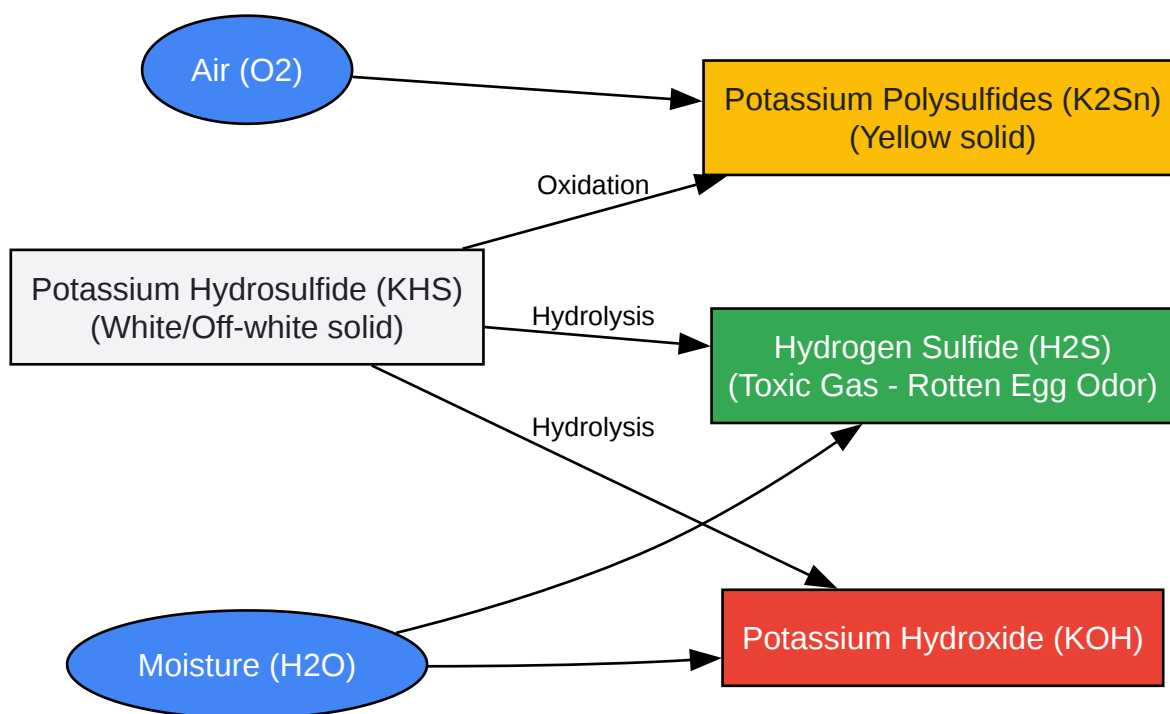 Air (O2)
Potassium Polysulfides (K2Sn)
(Yellow solid)
Oxidation
Potassium Hydrosulfide (KHS)
(White/Off-white solid)
Hydrolysis
Hydrogen Sulfide (H2S)
(Toxic Gas - Rotten Egg Odor)
Hydrolysis
Moisture (H2O)
Potassium Hydroxide (KOH)